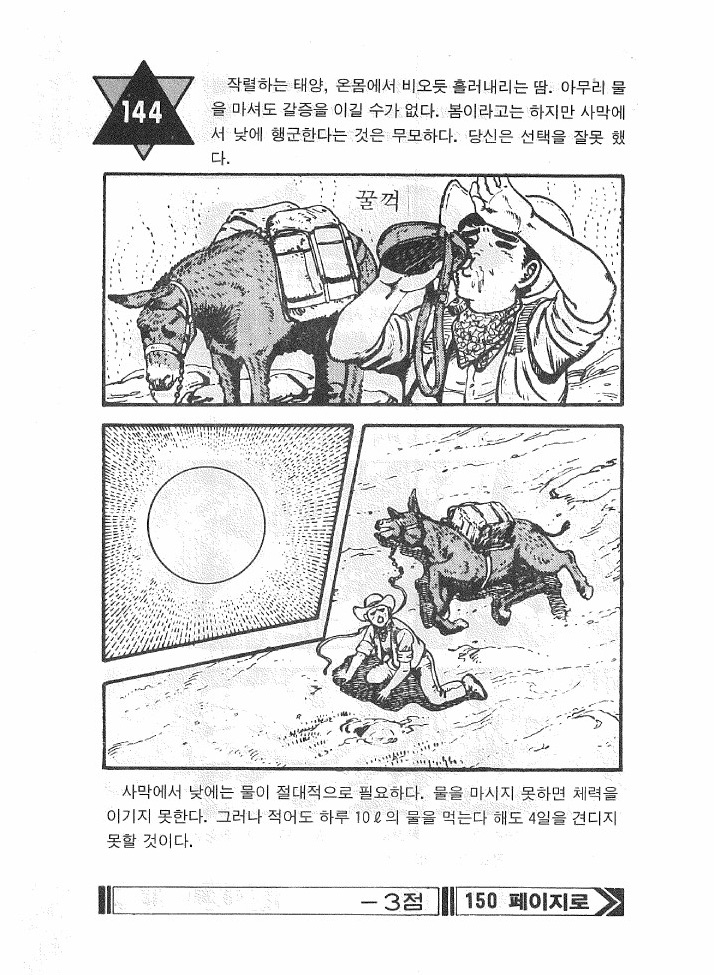 144
작렬하는 태양, 온몸에서 비오듯 흘러내리는 땀. 아무리 물
을 마셔도 갈증을 이길 수가 없다. 봄이라고는 하지만 사막에
서 낮에 행군한다는 것은 무모하다. 당신은 선택을 잘못 했
다.
꿀꺽
사막에서 낮에는 물이 절대적으로 필요하다. 물을 마시지 못하면 체력을
이기지 못한다. 그러나 적어도 하루 10ℓ의 물을 먹는다 해도 4일을 견디지
못할 것이다.
-3점
150 페이지로